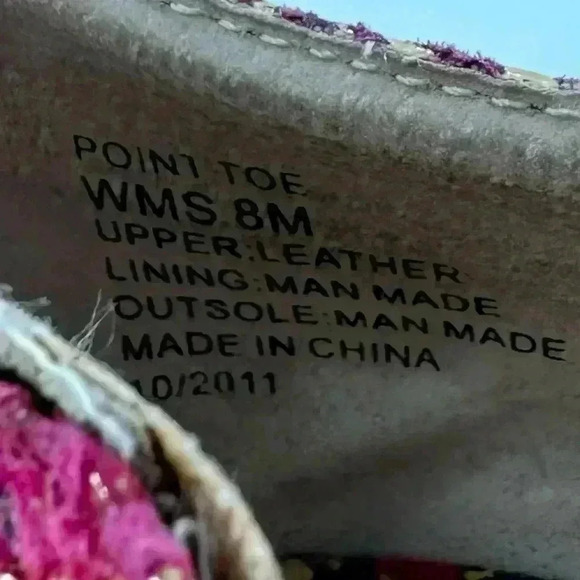 POINT TOE
WMS 8M
UPPER:LEATHER
LINING:MAN MADE
OUTSOLE:MAN MADE
MADE IN CHINA
10/2011